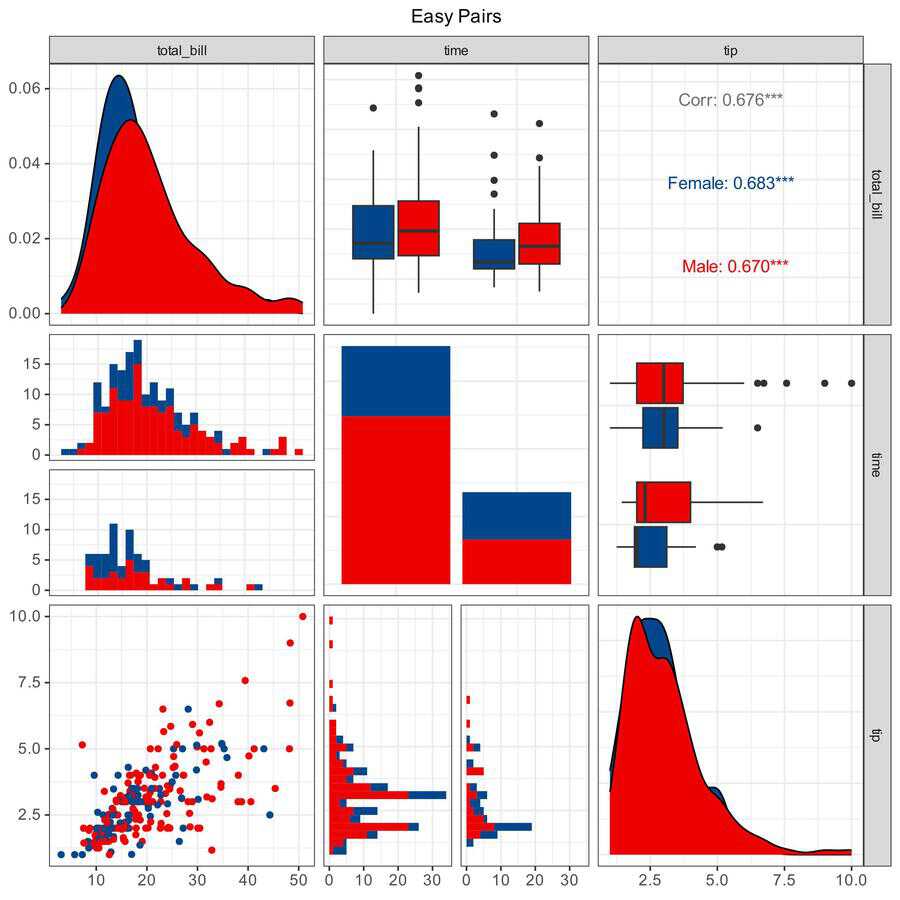 Easy Pairs
total_bill
time
tip
0.06
0.04
0.02
0.00
Corr: 0.676***
Female: 0.683***
Male: 0.670***
total_bill
15
10
5
0
15
10
5
0
time
10.0
7.5
5.0
2.5
tip
10 20 30 40 50
0 10 20 30
0 10 20 30
2.5 5.0 7.5 10.0